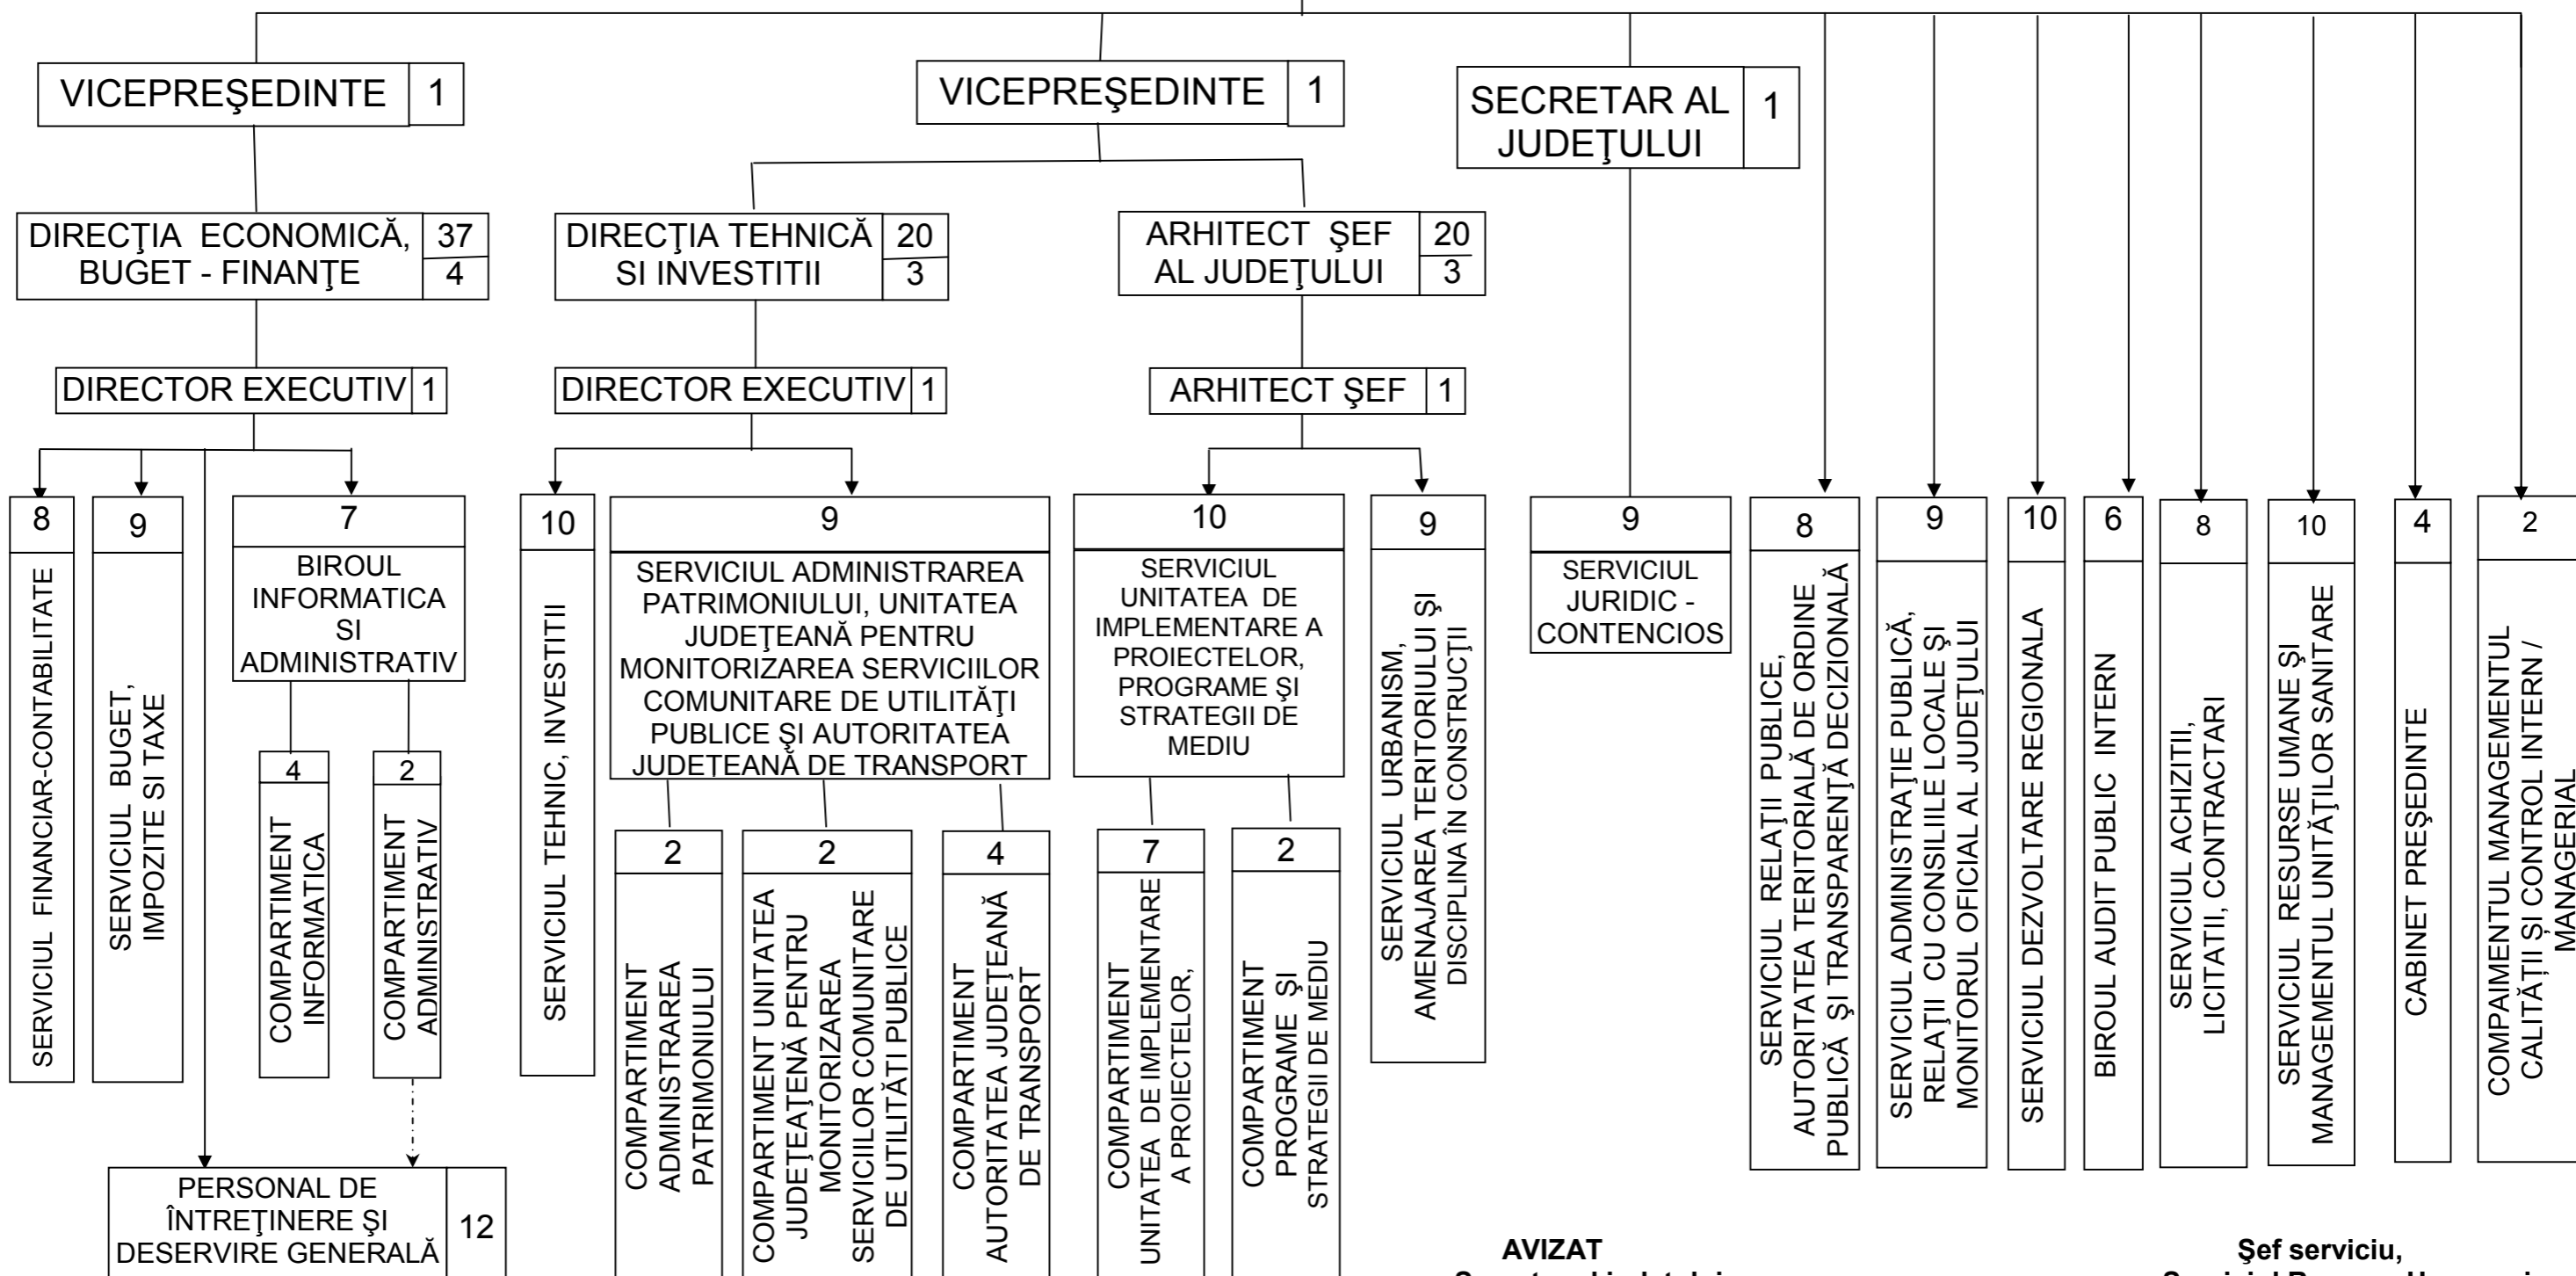 VICEPREŞEDINTE 1
VICEPREŞEDINTE 1
SECRETAR AL
JUDEŢULUI
1
DIRECŢIA ECONOMICĂ,
BUGET - FINANŢE
37
4
DIRECŢIA TEHNICĂ
SI INVESTITII
20
3
ARHITECT ŞEF
AL JUDEŢULUI
20
3
DIRECTOR EXECUTIV 1
DIRECTOR EXECUTIV 1
ARHITECT ŞEF 1
8
SERVICIUL FINANCIAR-CONTABILITATE
9
SERVICIUL BUGET,
IMPOZITE SI TAXE
7
BIROUL
INFORMATICA
SI
ADMINISTRATIV
4
COMPARTIMENT
INFORMATICA
2
COMPARTIMENT
ADMINISTRATIV
PERSONAL DE
ÎNTREŢINERE ŞI
DESERVIRE GENERALĂ
12
10
SERVICIUL TEHNIC, INVESTITII
9
SERVICIUL ADMINISTRAREA
PATRIMONIULUI, UNITATEA
JUDEŢEANĂ PENTRU
MONITORIZAREA SERVICIILOR
COMUNITARE DE UTILITĂŢI
PUBLICE ŞI AUTORITATEA
JUDEŢEANĂ DE TRANSPORT
2
COMPARTIMENT
ADMINISTRAREA
PATRIMONIULUI
2
COMPARTIMENT UNITATEA
JUDEŢEAŢENĂ PENTRU
MONITORIZAREA
SERVICIILOR COMUNITARE
DE UTILITĂŢI PUBLICE
4
COMPARTIMENT
AUTORITATEA JUDEŢEANĂ
DE TRANSPORT
10
SERVICIUL
UNITATEA DE
IMPLEMENTARE A
PROIECTELOR,
PROGRAME ŞI
STRATEGII DE
MEDIU
7
COMPARTIMENT
UNITATEA DE IMPLEMENTARE
A PROIECTELOR,
2
COMPARTIMENT
PROGRAME ŞI
STRATEGII DE MEDIU
9
SERVICIUL URBANISM,
AMENAJAREA TERITORIULUI ŞI
DISCIPLINA ÎN CONSTRUCŢII
9
SERVICIUL
JURIDIC -
CONTENCIOS
8
SERVICIUL RELAŢII PUBLICE,
AUTORITATEA TERITORIALĂ DE ORDINE
PUBLICĂ ŞI TRANSPARENŢĂ DECIZIONALĂ
9
SERVICIUL ADMINISTRAŢIE PUBLICĂ,
RELAŢII CU CONSILIILE LOCALE ŞI
MONITORUL OFICIAL AL JUDEŢULUI
10
SERVICIUL DEZVOLTARE REGIONALA
6
BIROUL AUDIT PUBLIC INTERN
8
SERVICIUL ACHIZITII,
LICITATII, CONTRACTARI
10
SERVICIUL RESURSE UMANE ŞI
MANAGEMENTUL UNITĂŢILOR SANITARE
4
CABINET PREŞEDINTE
2
COMPAIMENTUL MANAGEMENTUL
CALITĂȚII ȘI CONTROL INTERN /
MANAGERIAL
AVIZAT
Şef serviciu,